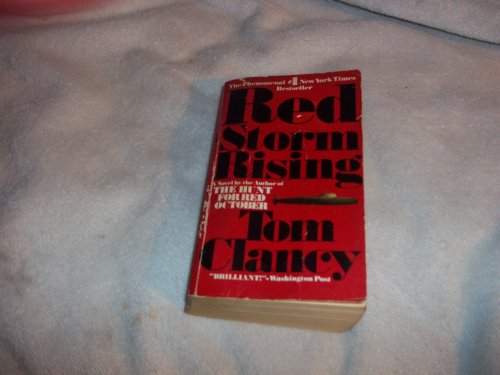 The Phenomenal #1 New York Times
Bestseller
Red
Storm
Rising
A Novel by the Author of
THE HUNT
FOR RED
OCTOBER
Tom
Clancy
"BRILLIANT!"-Washington Post